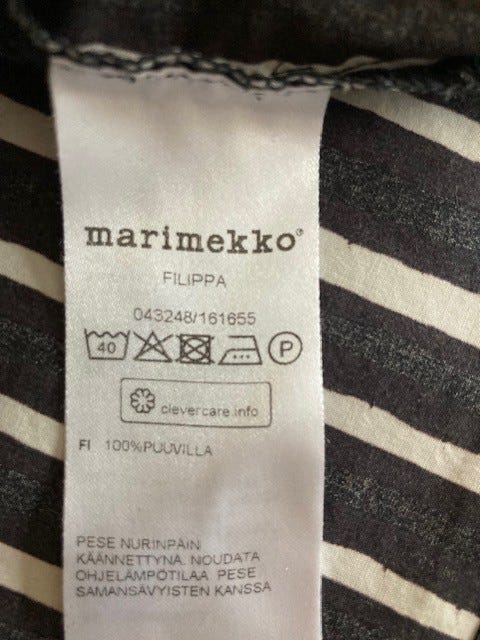 marimekko®
FILIPPA
043248/161655
40 P
clevercare.info
FI 100%PUUVILLA
PESE NURINPÄIN
KÄÄNNETTYNÄ. NOUDATA
OHJELÄMPÖTILAA. PESE
SAMANSÄVYISTEN KANSSA